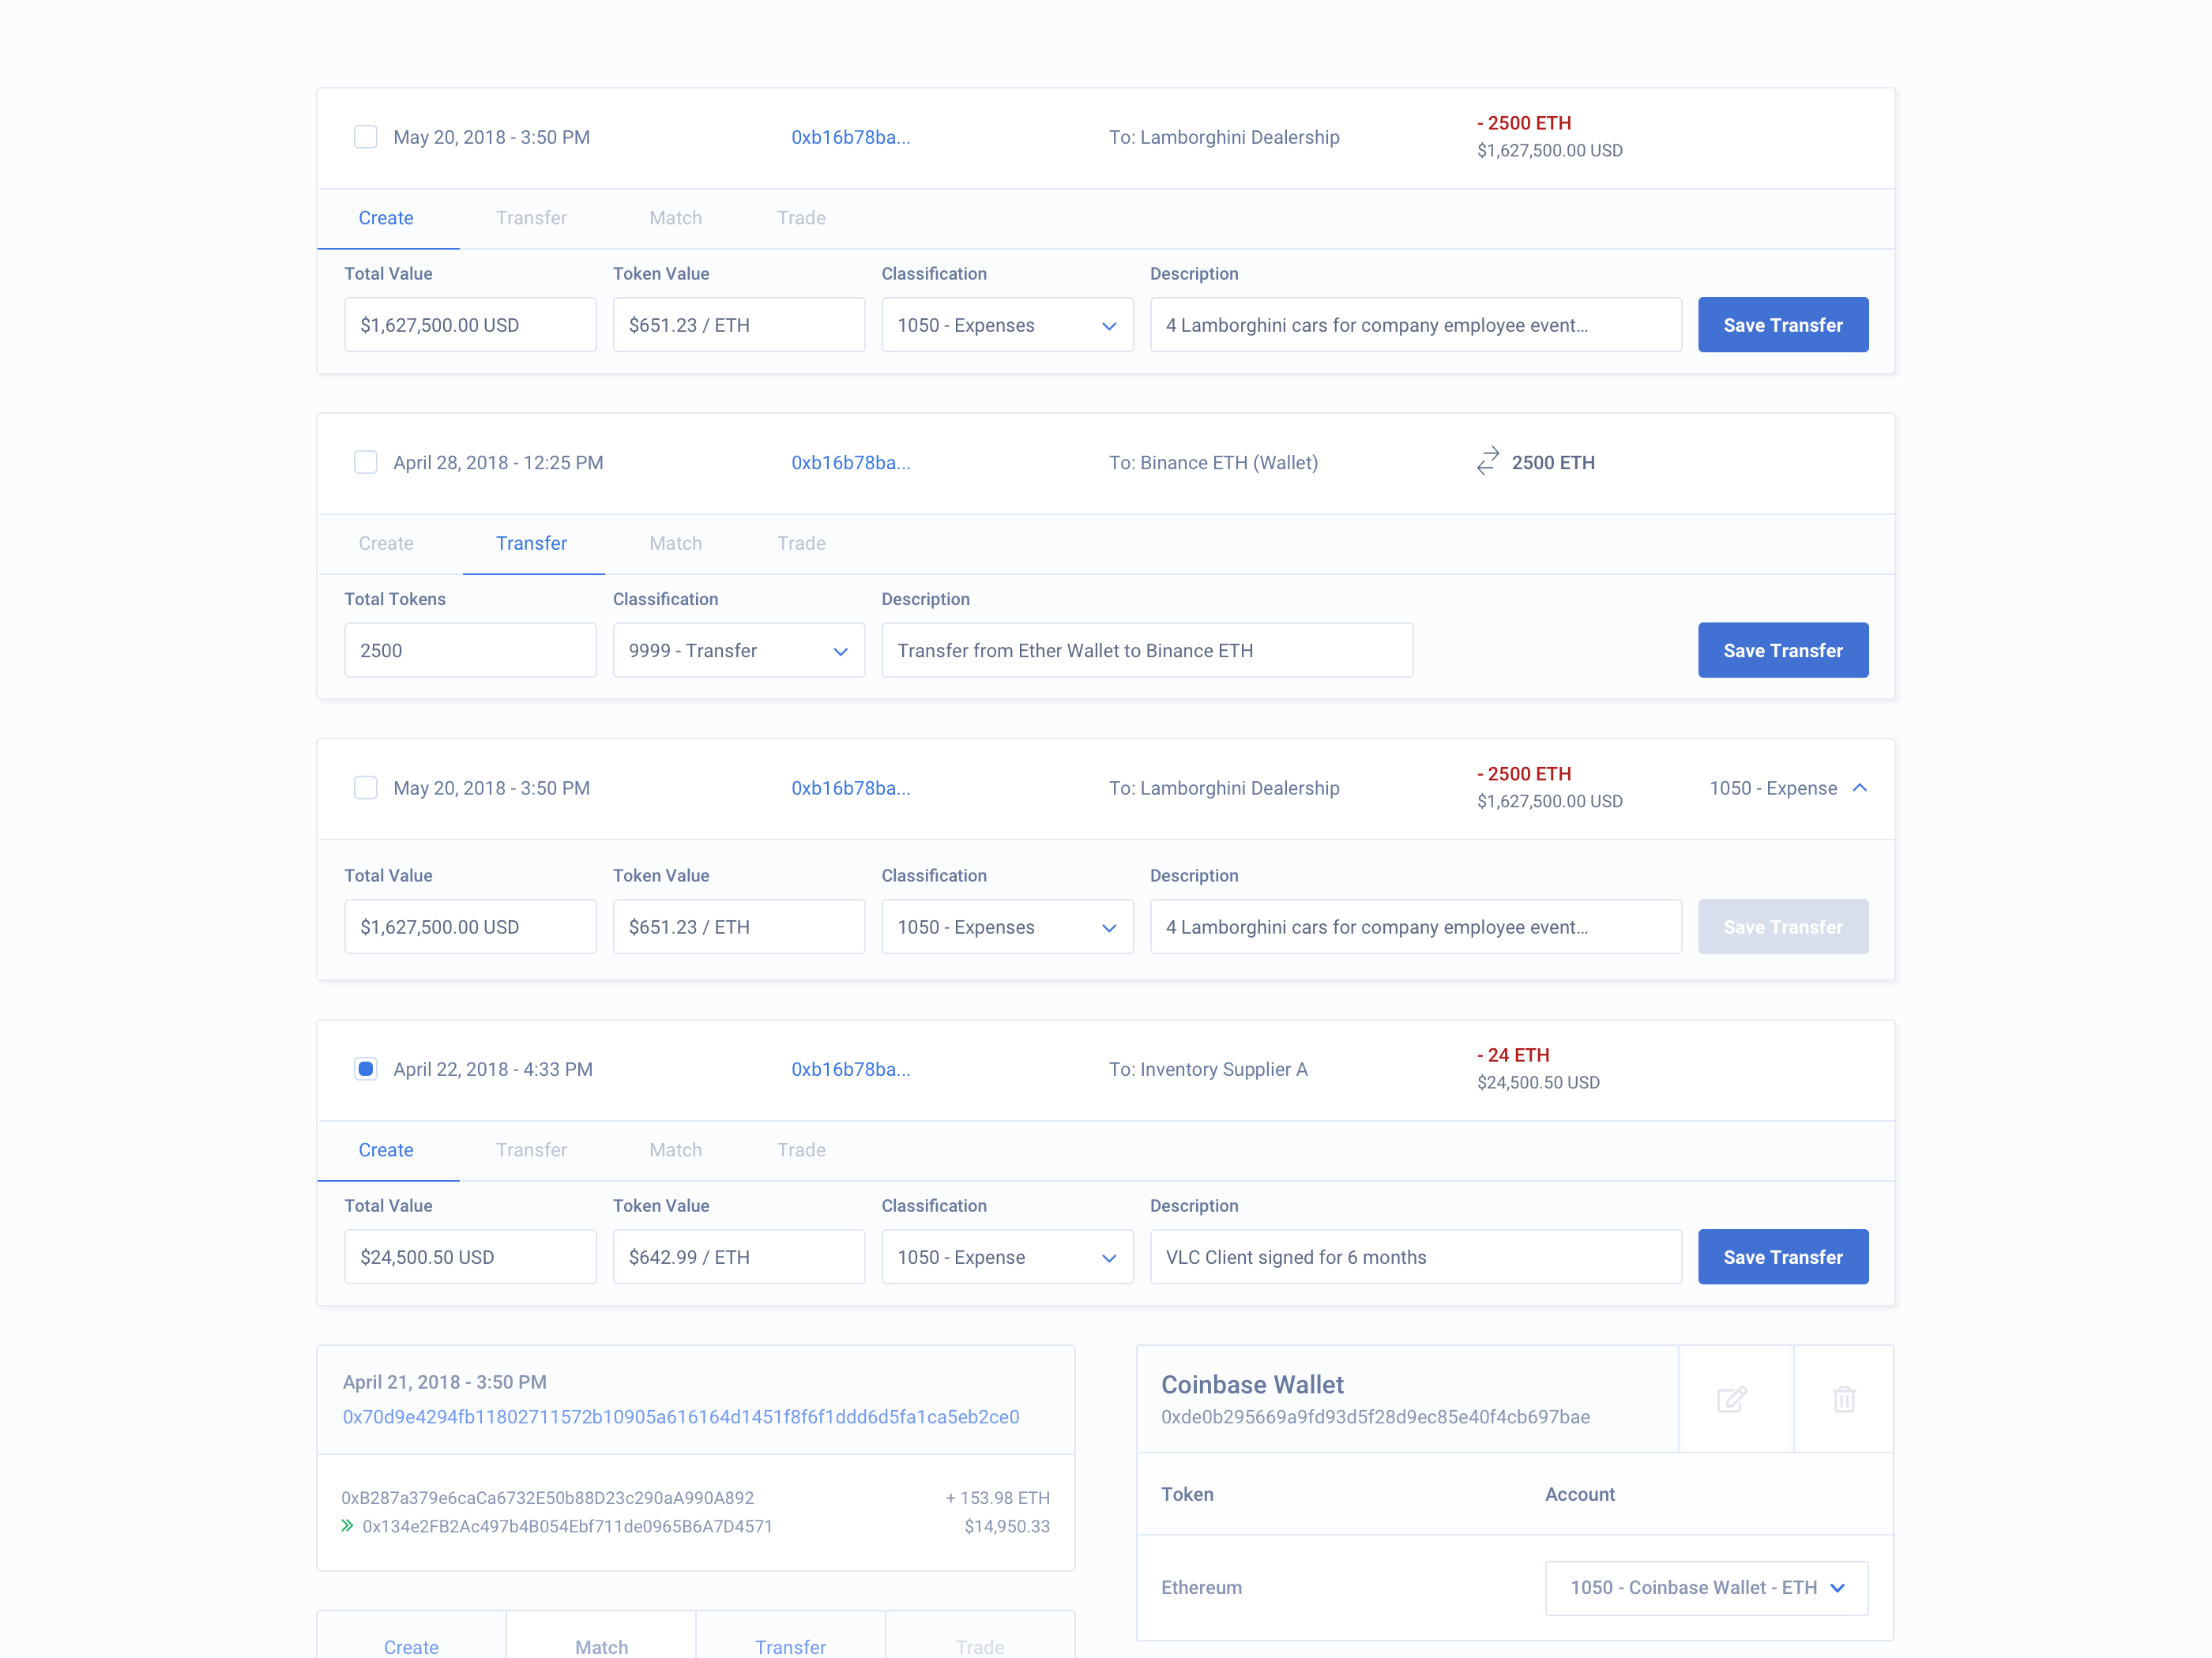 May 20, 2018 - 3:50 PM 0xb16b78ba... To: Lamborghini Dealership - 2500 ETH
$1,627,500.00 USD
Create Transfer Match Trade
Total Value Token Value Classification Description
$1,627,500.00 USD $651.23 / ETH 1050 - Expenses 4 Lamborghini cars for company employee event... Save Transfer
April 28, 2018 - 12:25 PM 0xb16b78ba... To: Binance ETH (Wallet) 2500 ETH
Create Transfer Match Trade
Total Tokens Classification Description
2500 9999 - Transfer Transfer from Ether Wallet to Binance ETH Save Transfer
May 20, 2018 - 3:50 PM 0xb16b78ba... To: Lamborghini Dealership - 2500 ETH
$1,627,500.00 USD 1050 - Expense
Total Value Token Value Classification Description
$1,627,500.00 USD $651.23 / ETH 1050 - Expenses 4 Lamborghini cars for company employee event... Save Transfer
April 22, 2018 - 4:33 PM 0xb16b78ba... To: Inventory Supplier A - 24 ETH
$24,500.50 USD
Create Transfer Match Trade
Total Value Token Value Classification Description
$24,500.50 USD $642.99 / ETH 1050 - Expense VLC Client signed for 6 months Save Transfer
April 21, 2018 - 3:50 PM
0x70d9e4294fb11802711572b10905a616164d1451f8f6f1ddd6d5fa1ca5eb2ce0
0xB287a379e6caCa6732E50b88D23c290aA990A892 + 153.98 ETH
0x134e2FB2Ac497b4B054Ebf711de0965B6A7D4571 $14,950.33
Create Match Transfer Trade
Coinbase Wallet
0xde0b295669a9fd93d5f28d9ec85e40f4cb697bae
Token Account
Ethereum 1050 - Coinbase Wallet - ETH